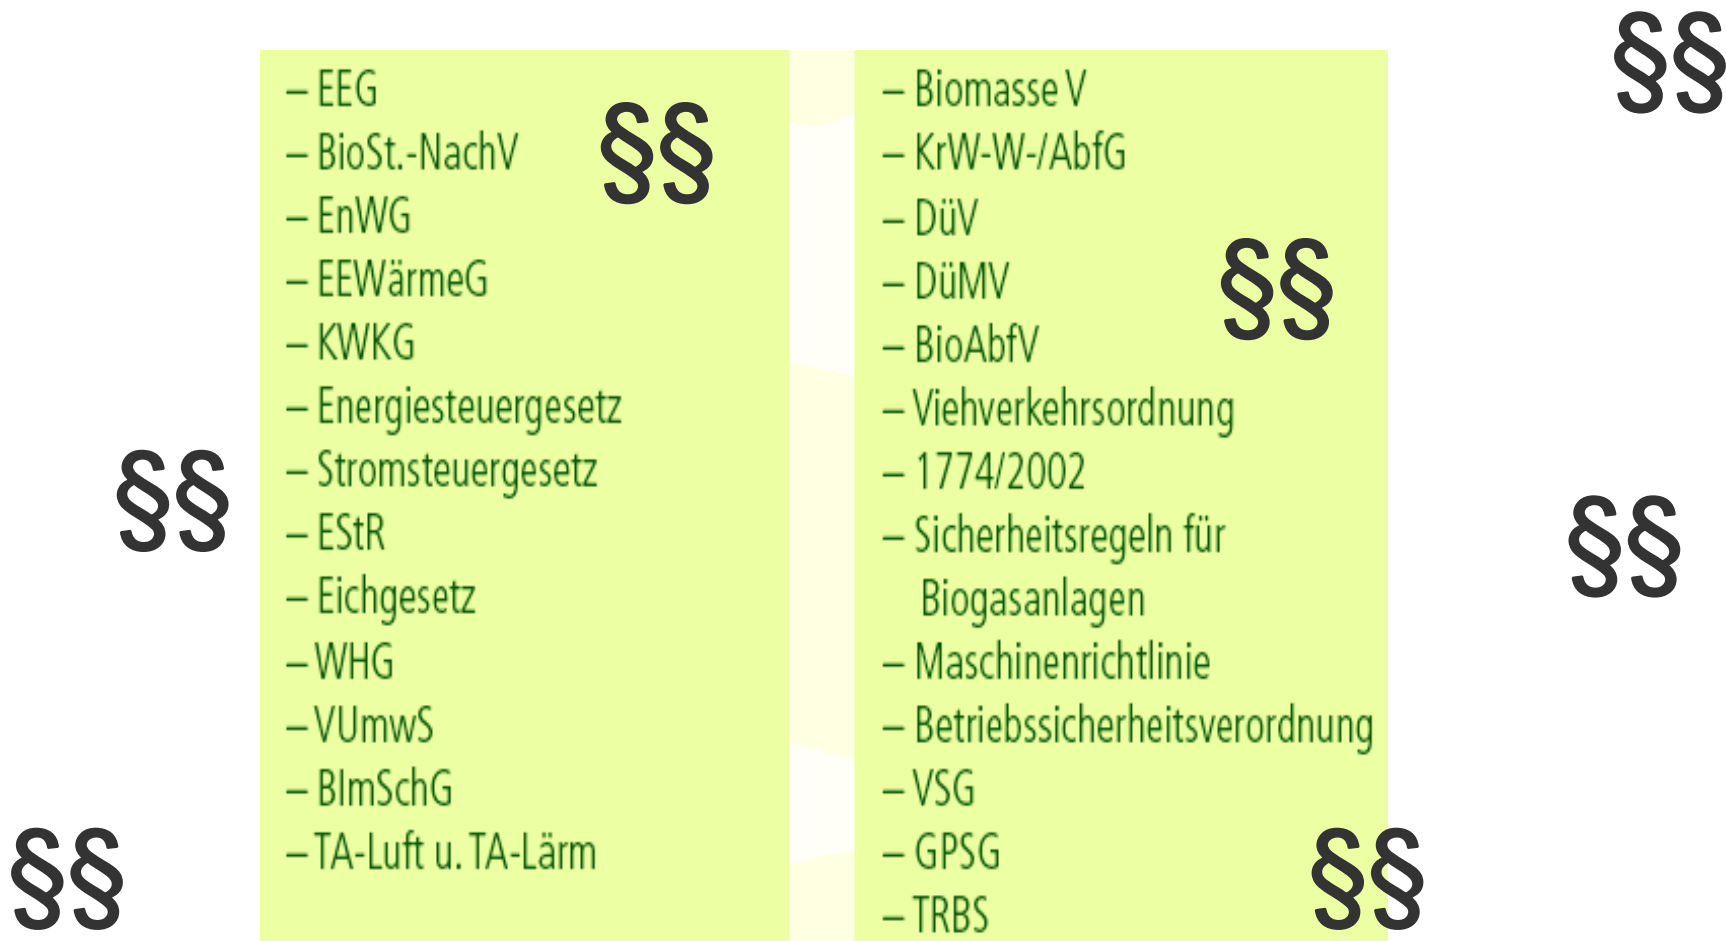 §§
– EEG
§§
– BioSt.-NachV
– EnWG
– EEWärmeG
– KWKG
– Energiesteuergesetz
– Stromsteuergesetz
§§
– EStR
– Eichgesetz
– WHG
– VUmwS
– BImSchG
– TA-Luft u. TA-Lärm
§§
– Biomasse V
– KrW-W-/AbfG
– DüV
– DüMV
§§
– BioAbfV
– Viehverkehrsordnung
– 1774/2002
– Sicherheitsregeln für
Biogasanlagen
§§
– Maschinenrichtlinie
– Betriebssicherheitsverordnung
– VSG
– GPSG
§§
– TRBS